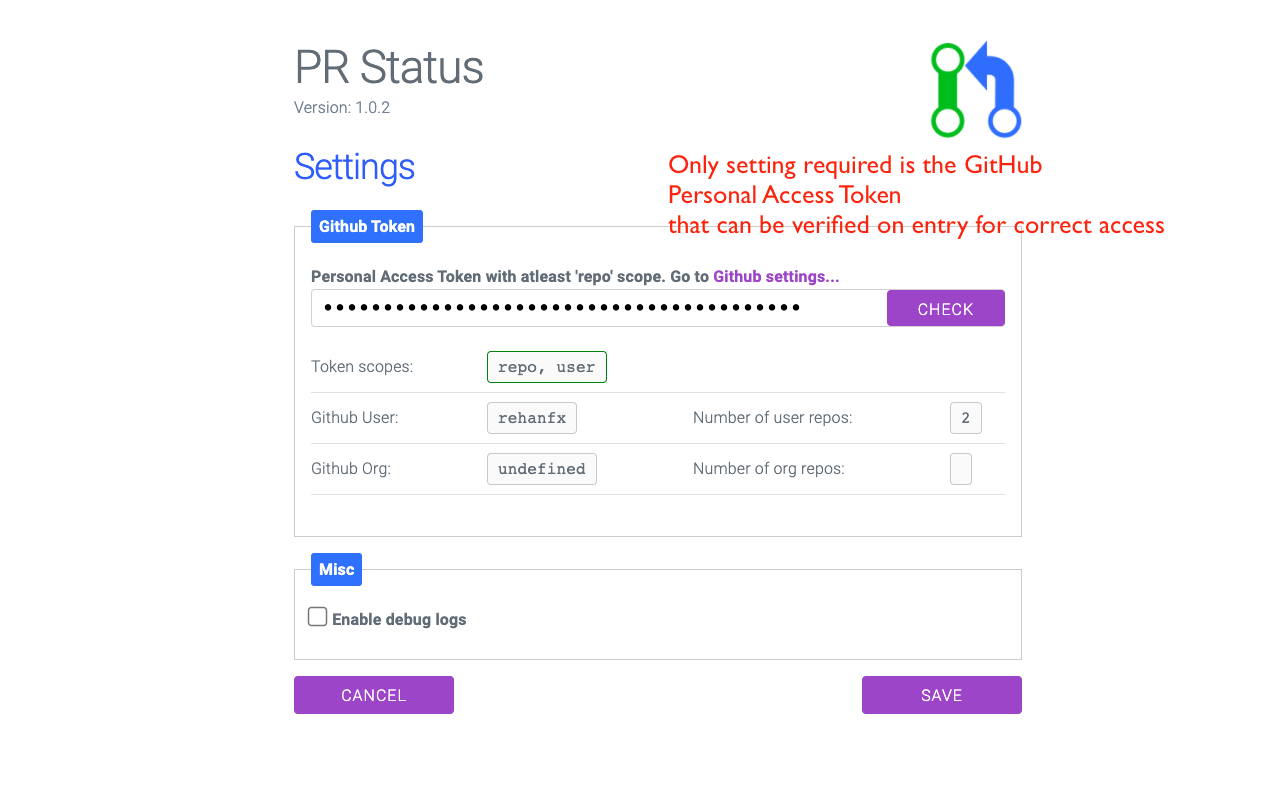 PR Status
Version: 1.0.2
Settings
Only setting required is the GitHub
Personal Access Token
that can be verified on entry for correct access
Github Token
Personal Access Token with atleast 'repo' scope. Go to Github settings...
••••••••••••••••••••••••••••••••••••••••
CHECK
Token scopes: repo, user
Github User: rehanfx Number of user repos: 2
Github Org: undefined Number of org repos:
Misc
Enable debug logs
CANCEL SAVE